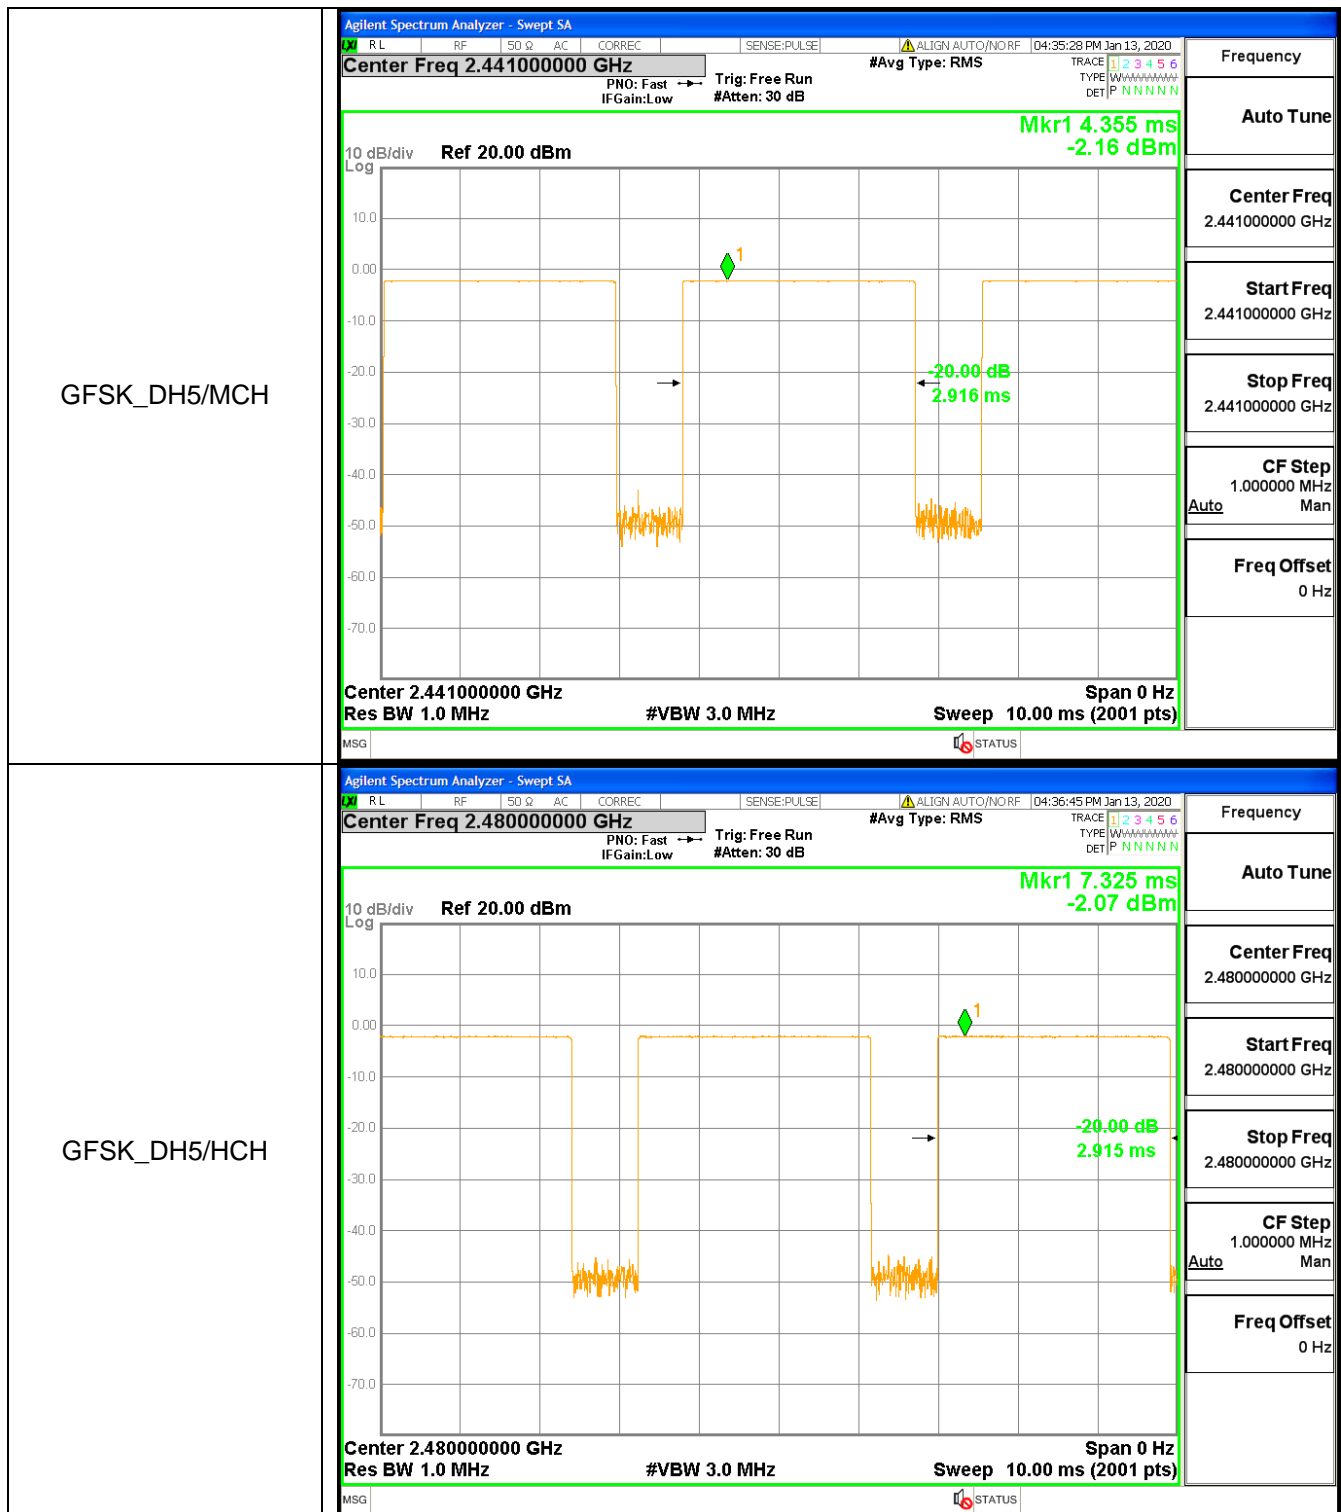 GFSK_DH5/MCH
Agilent Spectrum Analyzer - Swept SA
LXI RL RF 50 Ω AC CORREC SENSE:PULSE ALIGN AUTO/NO RF 04:35:28 PM Jan 13, 2020
Center Freq 2.441000000 GHz
#Avg Type: RMS
TRACE 1 2 3 4 5 6
PNO: Fast
Trig: Free Run
TYPE
IFGain:Low
#Atten: 30 dB
DET P N N N N N
Mkr1 4.355 ms
-2.16 dBm
10 dB/div
Ref 20.00 dBm
Log
10.0
1
0.00
-10.0
-20.0
-20.00 dB
2.916 ms
-30.0
-40.0
-50.0
-60.0
-70.0
Center 2.441000000 GHz
Span 0 Hz
Res BW 1.0 MHz
#VBW 3.0 MHz
Sweep 10.00 ms (2001 pts)
MSG
STATUS
Frequency
Auto Tune
Center Freq
2.441000000 GHz
Start Freq
2.441000000 GHz
Stop Freq
2.441000000 GHz
CF Step
1.000000 MHz
Auto Man
Freq Offset
0 Hz
GFSK_DH5/HCH
Agilent Spectrum Analyzer - Swept SA
LXI RL RF 50 Ω AC CORREC SENSE:PULSE ALIGN AUTO/NO RF 04:36:45 PM Jan 13, 2020
Center Freq 2.480000000 GHz
#Avg Type: RMS
TRACE 1 2 3 4 5 6
PNO: Fast
Trig: Free Run
TYPE
IFGain:Low
#Atten: 30 dB
DET P N N N N N
Mkr1 7.325 ms
-2.07 dBm
10 dB/div
Ref 20.00 dBm
Log
10.0
1
0.00
-10.0
-20.0
-20.00 dB
2.915 ms
-30.0
-40.0
-50.0
-60.0
-70.0
Center 2.480000000 GHz
Span 0 Hz
Res BW 1.0 MHz
#VBW 3.0 MHz
Sweep 10.00 ms (2001 pts)
MSG
STATUS
Frequency
Auto Tune
Center Freq
2.480000000 GHz
Start Freq
2.480000000 GHz
Stop Freq
2.480000000 GHz
CF Step
1.000000 MHz
Auto Man
Freq Offset
0 Hz